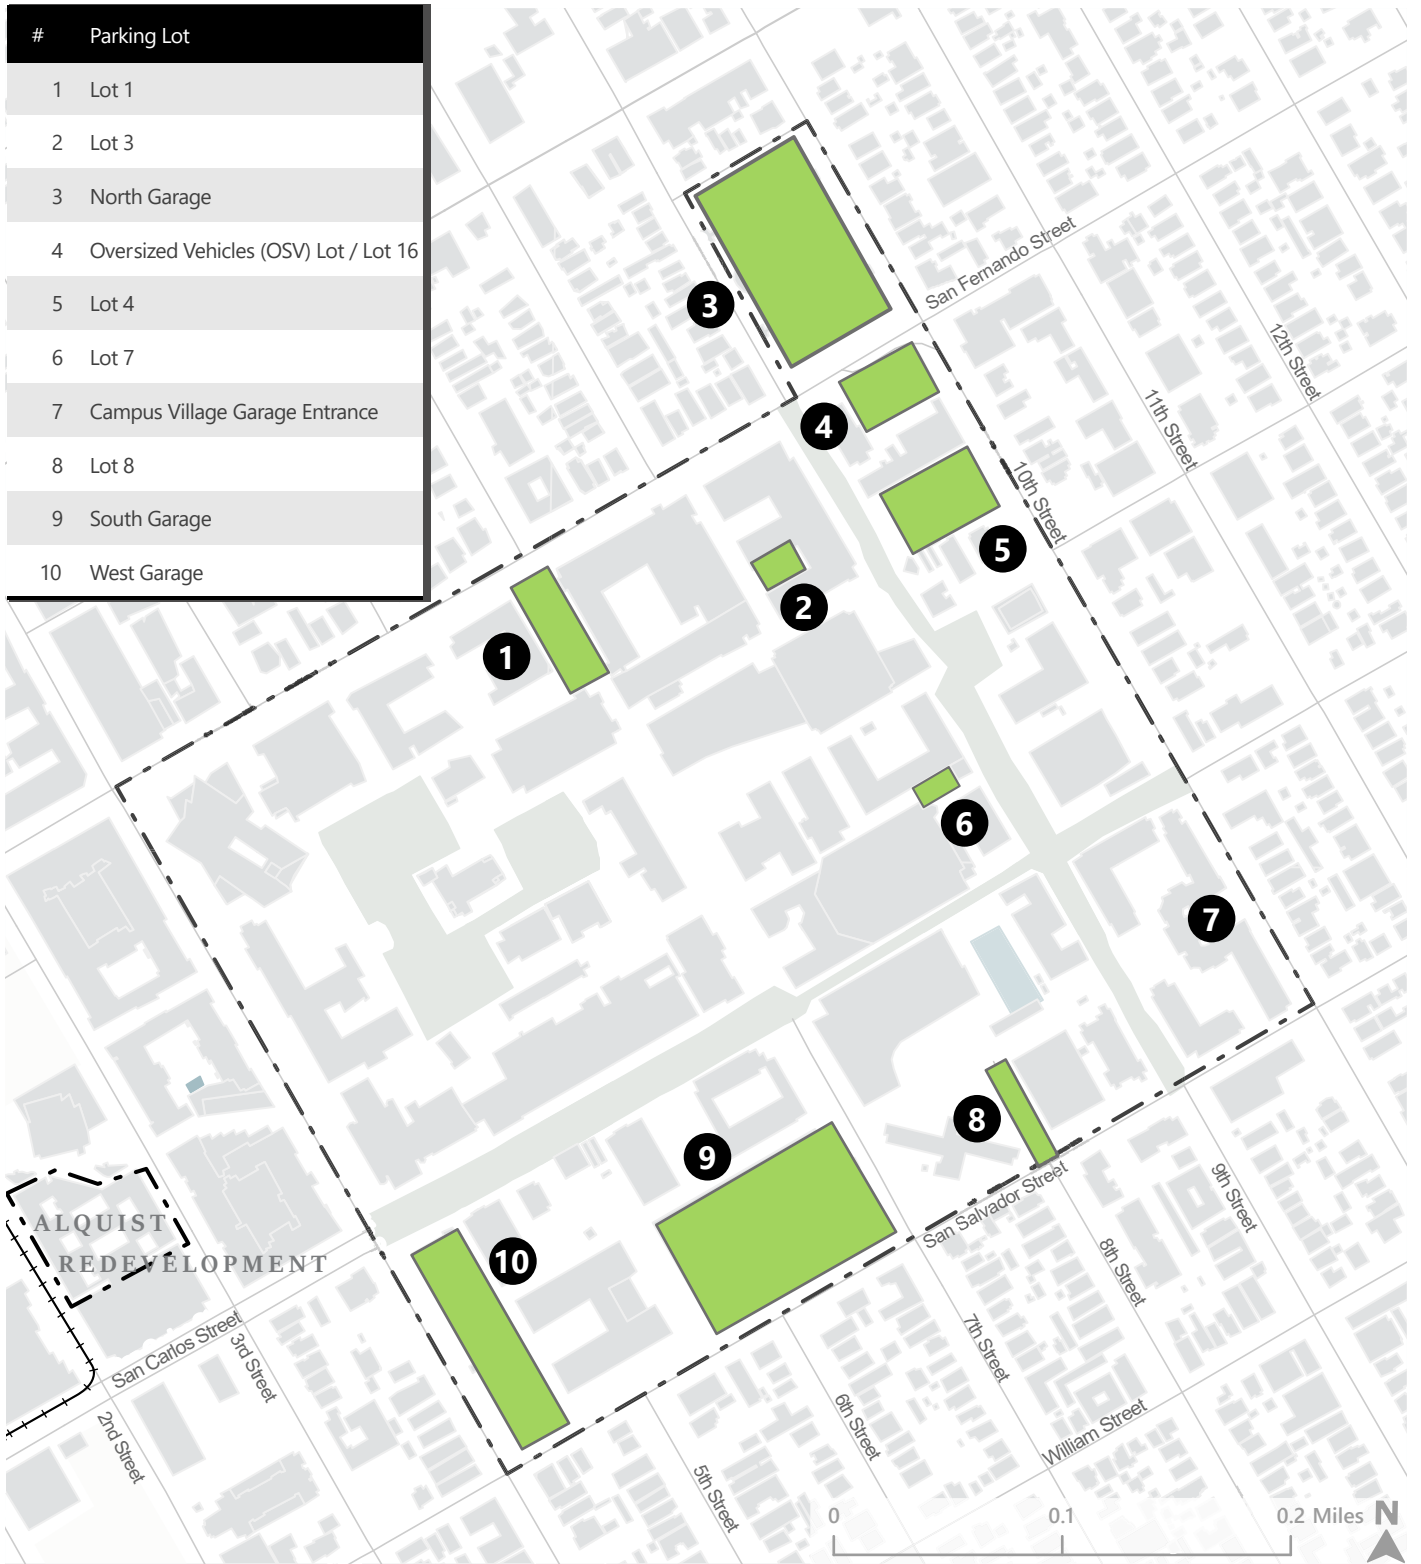 # Parking Lot
1 Lot 1
2 Lot 3
3 North Garage
4 Oversized Vehicles (OSV) Lot / Lot 16
5 Lot 4
6 Lot 7
7 Campus Village Garage Entrance
8 Lot 8
9 South Garage
10 West Garage
San Fernando Street
3
12th Street
11th Street
4
10th Street
5
2
1
6
7
8
9
San Salvador Street
9th Street
ALQUIST
REDEVELOPMENT
10
8th Street
San Carlos Street
3rd Street
7th Street
2nd Street
6th Street
William Street
5th Street
0 0.1 0.2 Miles N